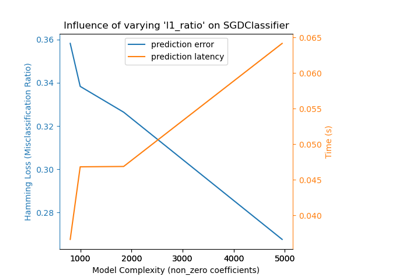 Influence of varying 'l1_ratio' on SGDClassifier
prediction error
prediction latency
Hamming Loss (Misclassification Ratio)
0.36
0.34
0.32
0.30
0.28
0.065
0.060
0.055
0.050
0.045
0.040
Time (s)
1000 2000 3000 4000 5000
Model Complexity (non_zero coefficients)